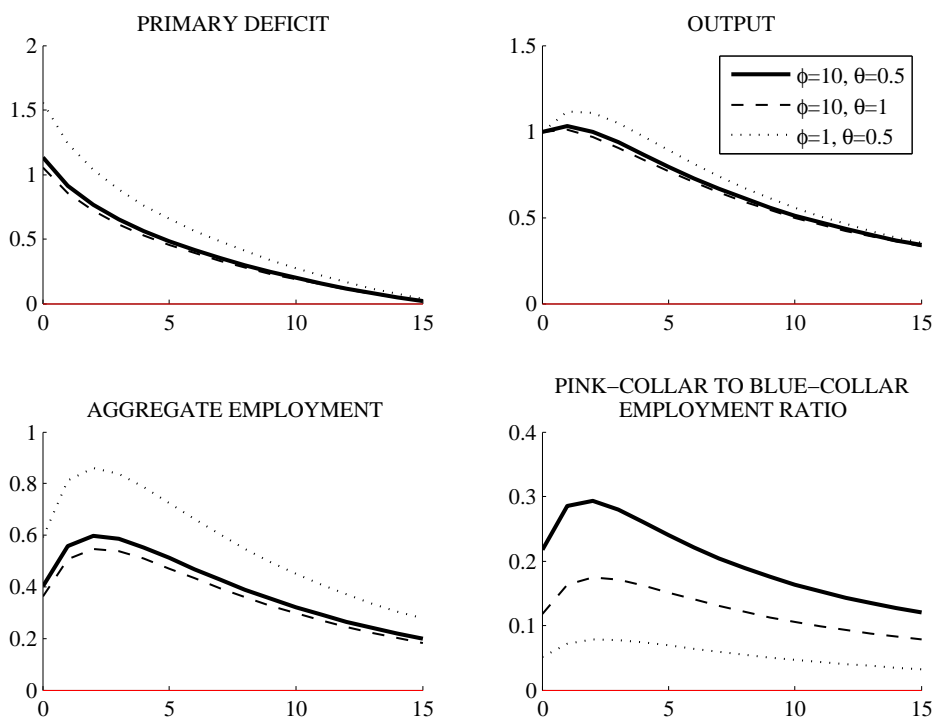 PRIMARY DEFICIT
2
1.5
1
0.5
0
0 5 10 15
OUTPUT
1.5
1
0.5
0
0 5 10 15
ϕ=10, θ=0.5
ϕ=10, θ=1
ϕ=1, θ=0.5
AGGREGATE EMPLOYMENT
1
0.8
0.6
0.4
0.2
0
0 5 10 15
PINK−COLLAR TO BLUE−COLLAR
EMPLOYMENT RATIO
0.4
0.3
0.2
0.1
0
0 5 10 15